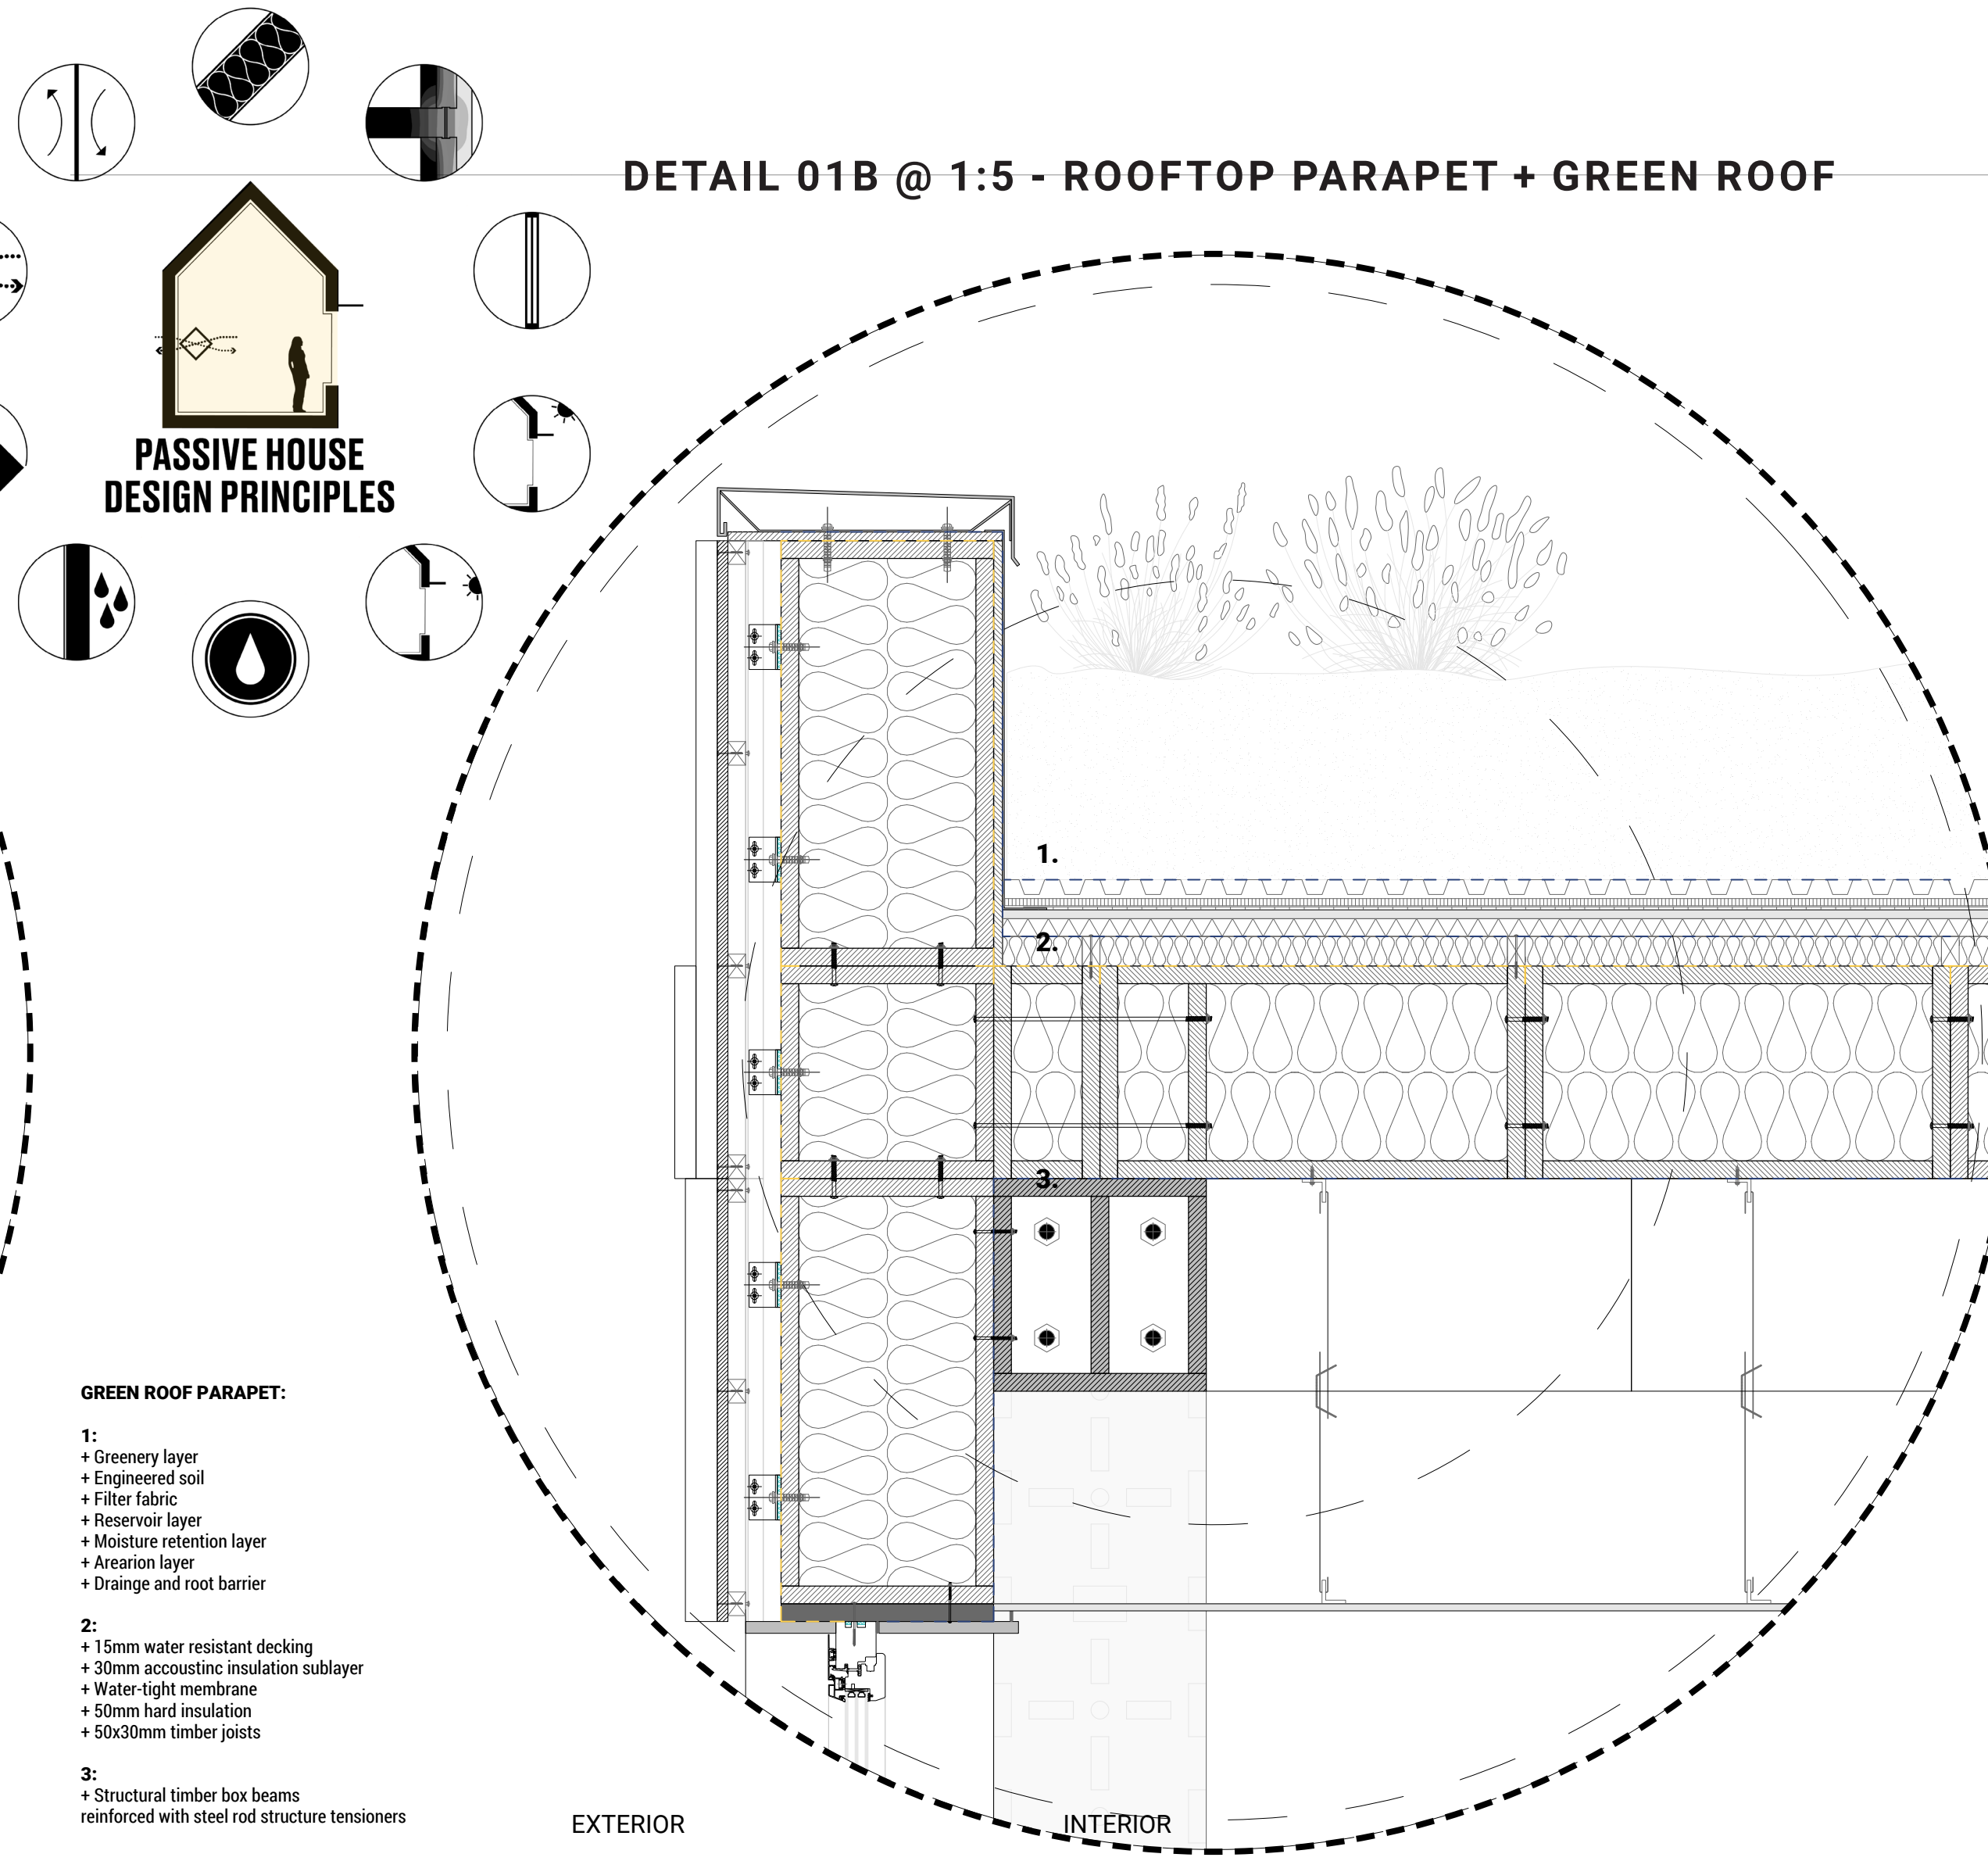 DETAIL 01B @ 1:5 - ROOFTOP PARAPET + GREEN ROOF
PASSIVE HOUSE
DESIGN PRINCIPLES
1.
2.
3.
GREEN ROOF PARAPET:
1:
+ Greenery layer
+ Engineered soil
+ Filter fabric
+ Reservoir layer
+ Moisture retention layer
+ Arearion layer
+ Drainge and root barrier
2:
+ 15mm water resistant decking
+ 30mm accoustinc insulation sublayer
+ Water-tight membrane
+ 50mm hard insulation
+ 50x30mm timber joists
3:
+ Structural timber box beams
reinforced with steel rod structure tensioners
EXTERIOR
INTERIOR